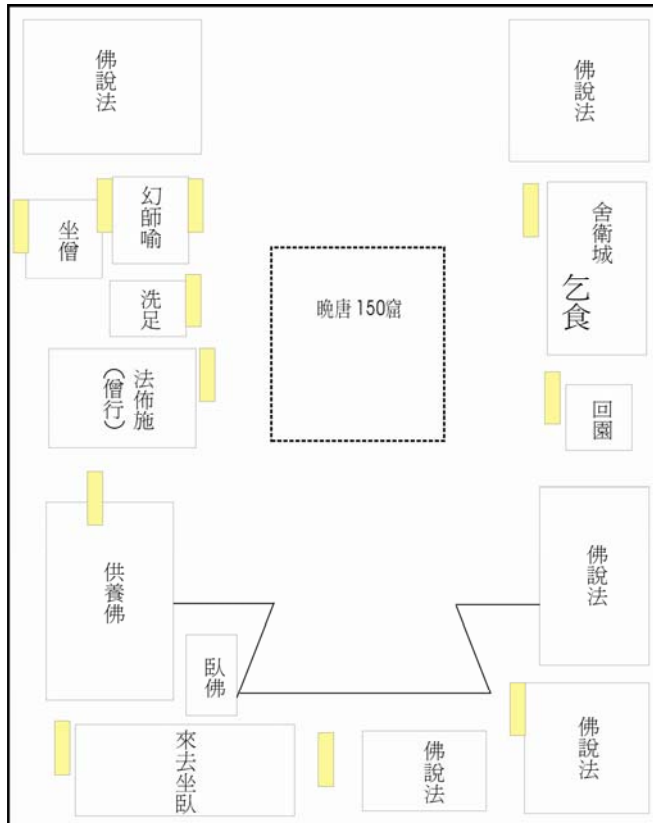 佛說法
佛說法
幻師喻
坐僧
舍衛城
乞食
洗足
晚唐 150窟
法佈施
(僧行)
回園
供養佛
佛說法
臥佛
來去坐臥
佛說法
佛說法